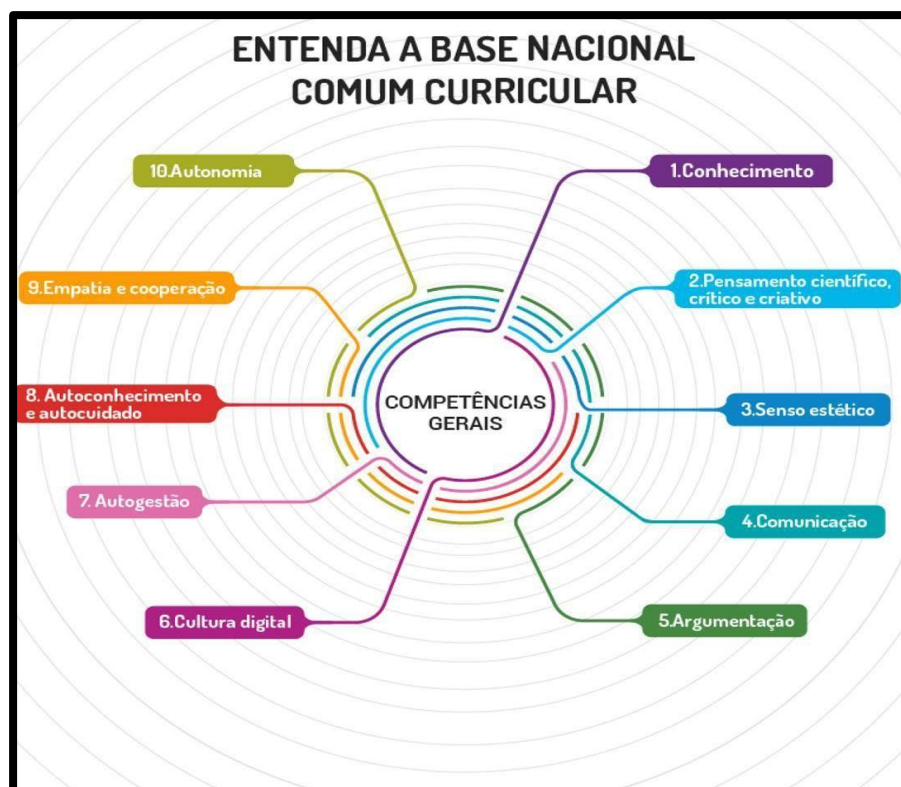 ENTENDA A BASE NACIONAL
COMUM CURRICULAR
10.Autonomia
1.Conhecimento
9.Empatia e cooperação
2.Pensamento científico,
crítico e criativo
8. Autoconhecimento
e autocuidado
COMPETÊNCIAS
GERAIS
3.Senso estético
7. Autogestão
4.Comunicação
6.Cultura digital
5.Argumentação